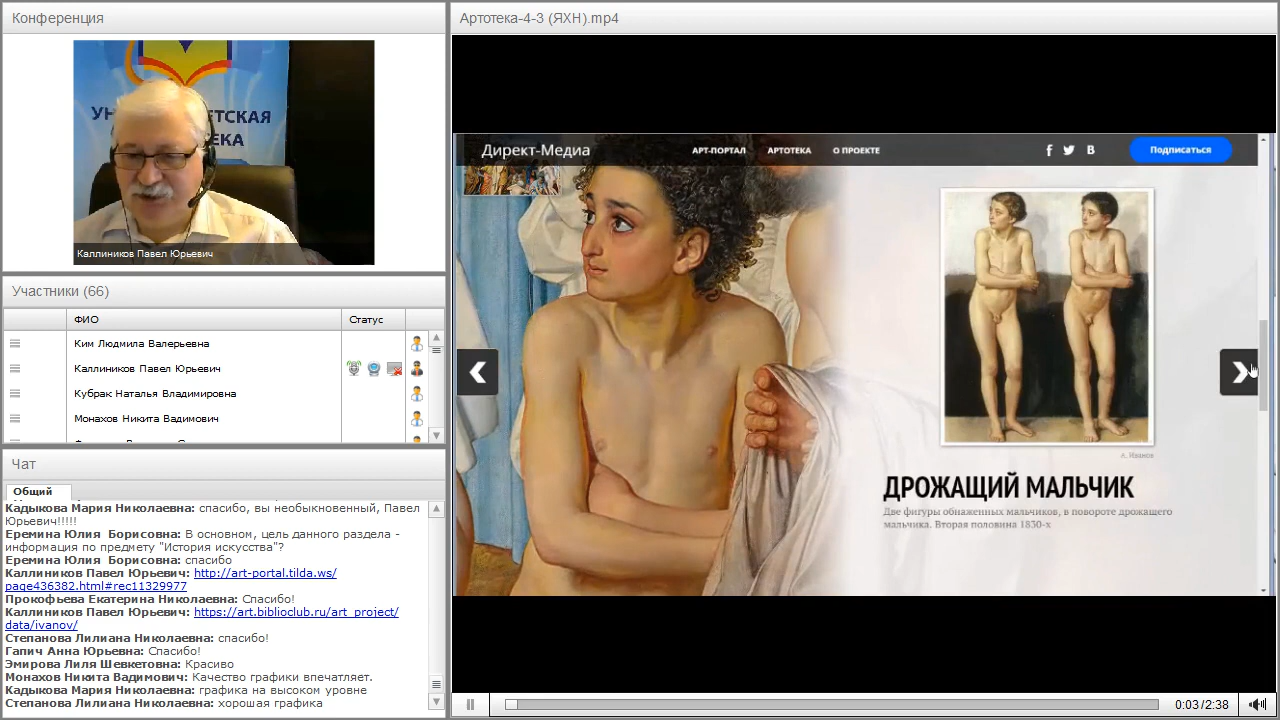 Конференция
УН
ЕТСКАЯ
ЕКА
Каллиников Павел Юрьевич
Участники (66)
ФИО
Статус
Ким Людмила Валерьевна
Каллиников Павел Юрьевич
Кубрак Наталья Владимировна
Монахов Никита Вадимович
Чат
Общий
Кадыкова Мария Николаевна: спасибо, вы необыкновенный, Павел
Юрьевич!!!!!
Еремина Юлия Борисовна: В основном, цель данного раздела -
информация по предмету "История искусства"?
Еремина Юлия Борисовна: спасибо
Каллиников Павел Юрьевич: http://art-portal.tilda.ws/
page436382.html#rec11329977
Прокофьева Екатерина Николаевна: Спасибо!
Каллиников Павел Юрьевич: https://art.biblioclub.ru/art_project/
data/ivanov/
Степанова Лилиана Николаевна: спасибо!
Гапич Анна Юрьевна: Спасибо!
Эмирова Лиля Шевкетовна: Красиво
Монахов Никита Вадимович: Качество графики впечатляет.
Кадыкова Мария Николаевна: графика на высоком уровне
Степанова Лилиана Николаевна: хорошая графика
Артотека-4-3 (ЯХН).mp4
Директ-Медиа
АРТ-ПОРТАЛ
АРТОТЕКА
О ПРОЕКТЕ
Подписаться
А. Иванов
ДРОЖАЩИЙ МАЛЬЧИК
Две фигуры обнаженных мальчиков, в повороте дрожащего
мальчика. Вторая половина 1830-х
0:03/2:38